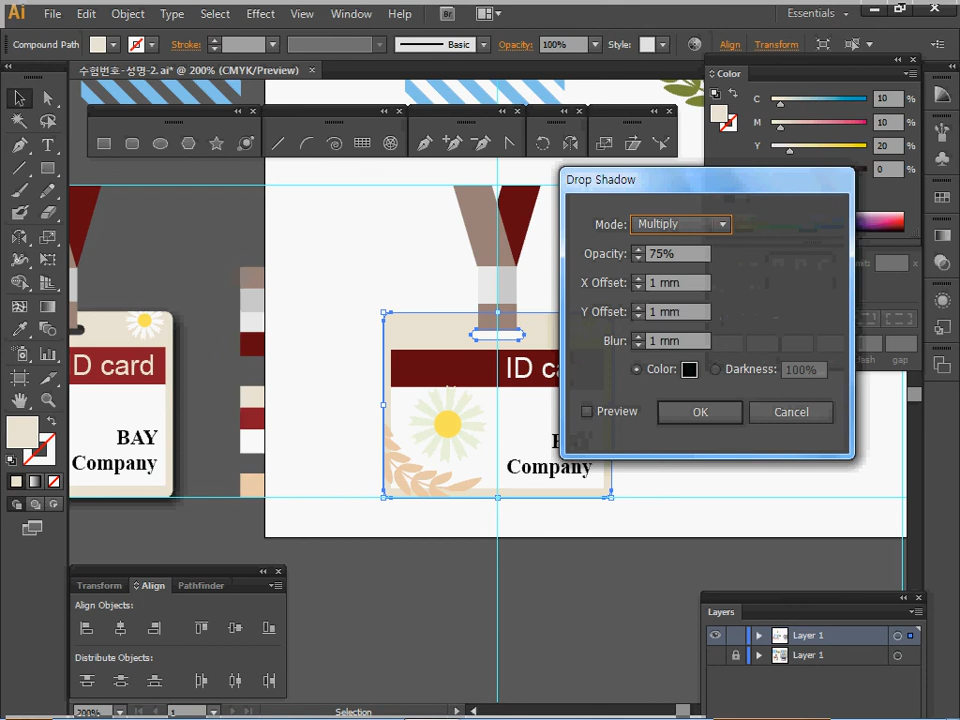 Ai File Edit Object Type Select Effect View Window Help Br Essentials
Compound Path Stroke: Basic Opacity: 100% Style: Align Transform
수험번호-성명-2.ai* @ 200% (CMYK/Preview)
Color
C 10 %
M 10 %
Y 20 %
0 %
Drop Shadow
Mode: Multiply
Opacity: 75%
X Offset: 1 mm
Y Offset: 1 mm
Blur: 1 mm
Color: Darkness: 100%
Preview OK Cancel
gap
D card
BAY
Company
ID ca
Company
Transform Align Pathfinder
Align Objects:
Distribute Objects:
Layers
Layer 1
Layer 1
200% 1 Selection